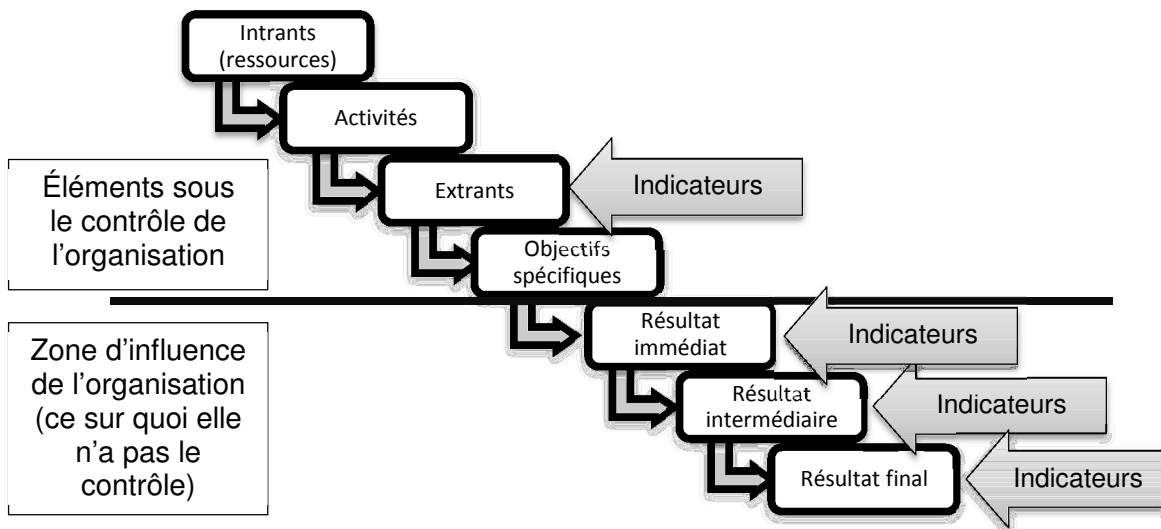 Intrants
(ressources)
Activités
Éléments sous
le contrôle de
l'organisation
Extrants
Indicateurs
Objectifs
spécifiques
Zone d'influence
de l'organisation
(ce sur quoi elle
n'a pas le
contrôle)
Résultat
immédiat
Indicateurs
Résultat
intermédiaire
Indicateurs
Résultat final
Indicateurs